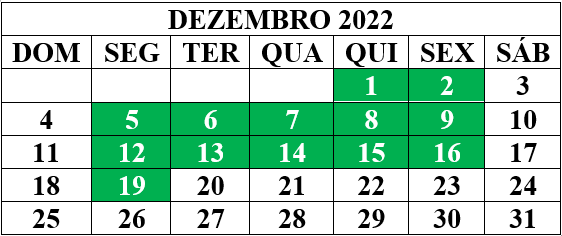 DEZEMBRO 2022
DOM SEG TER QUA QUI SEX SÁB
1 2 3
4 5 6 7 8 9 10
11 12 13 14 15 16 17
18 19 20 21 22 23 24
25 26 27 28 29 30 31